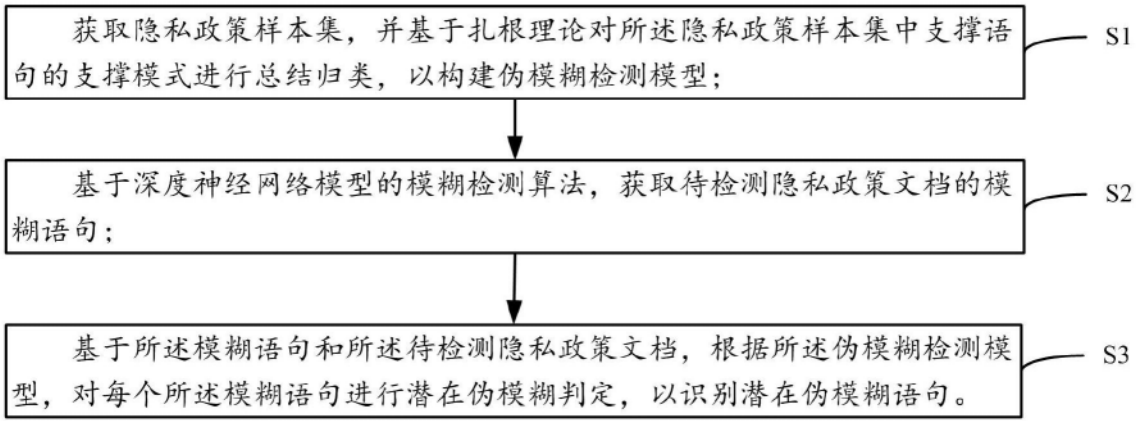 获取隐私政策样本集，并基于扎根理论对所述隐私政策样本集中支撑语
句的支撑模式进行总结归类，以构建伪模糊检测模型；
S1
基于深度神经网络模型的模糊检测算法，获取待检测隐私政策文档的模
糊语句；
S2
基于所述模糊语句和所述待检测隐私政策文档，根据所述伪模糊检测模
型，对每个所述模糊语句进行潜在伪模糊判定，以识别潜在伪模糊语句。
S3